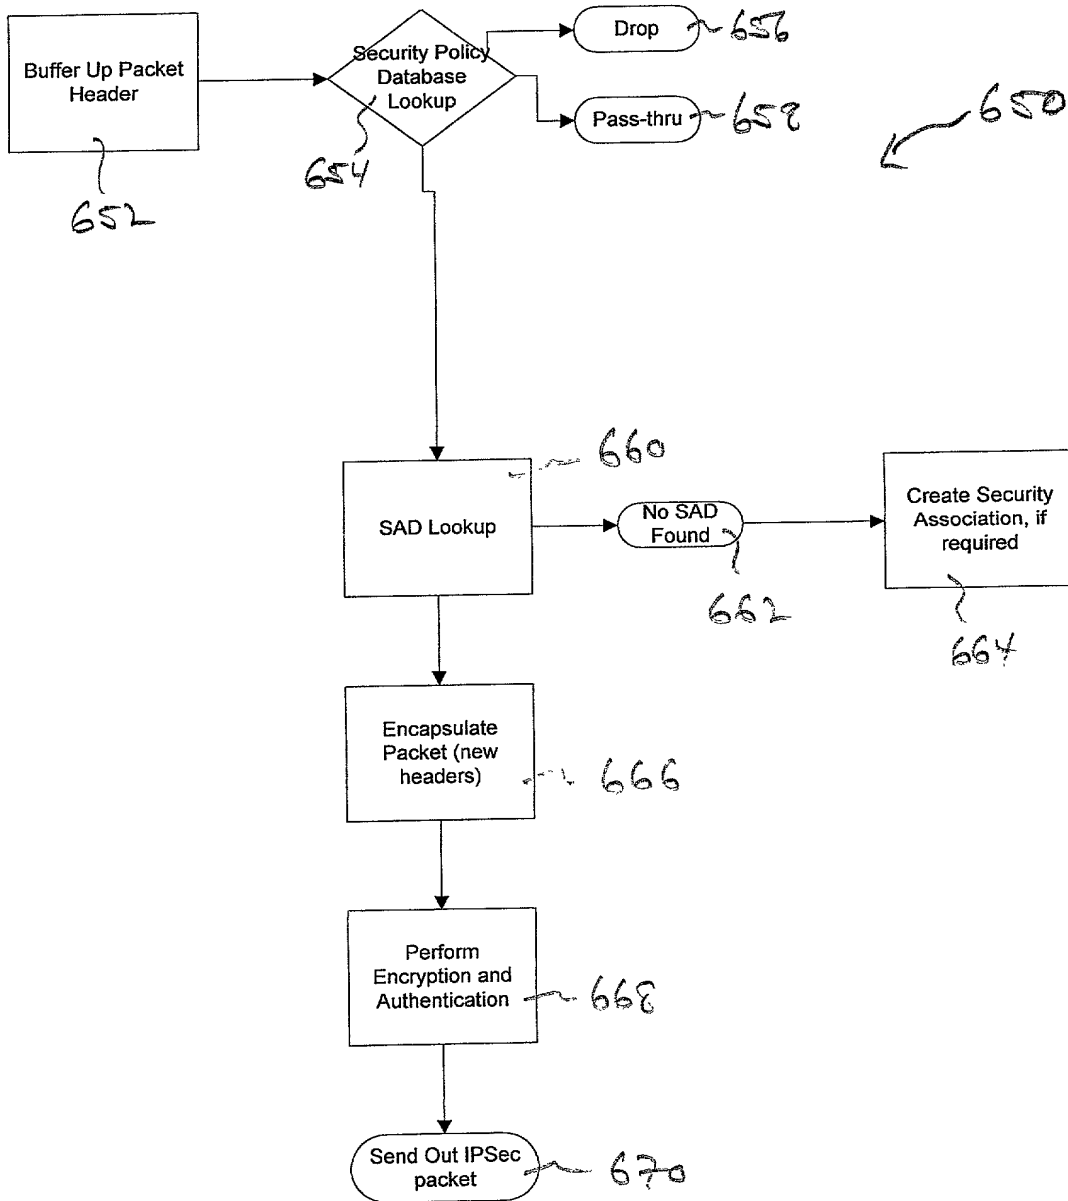 Buffer Up Packet
Header
652
Security Policy
Database
Lookup
654
Drop
656
Pass-thru
658
650
SAD Lookup
660
No SAD
Found
662
Create Security
Association, if
required
664
Encapsulate
Packet (new
headers)
666
Perform
Encryption and
Authentication
668
Send Out IPSec
packet
670